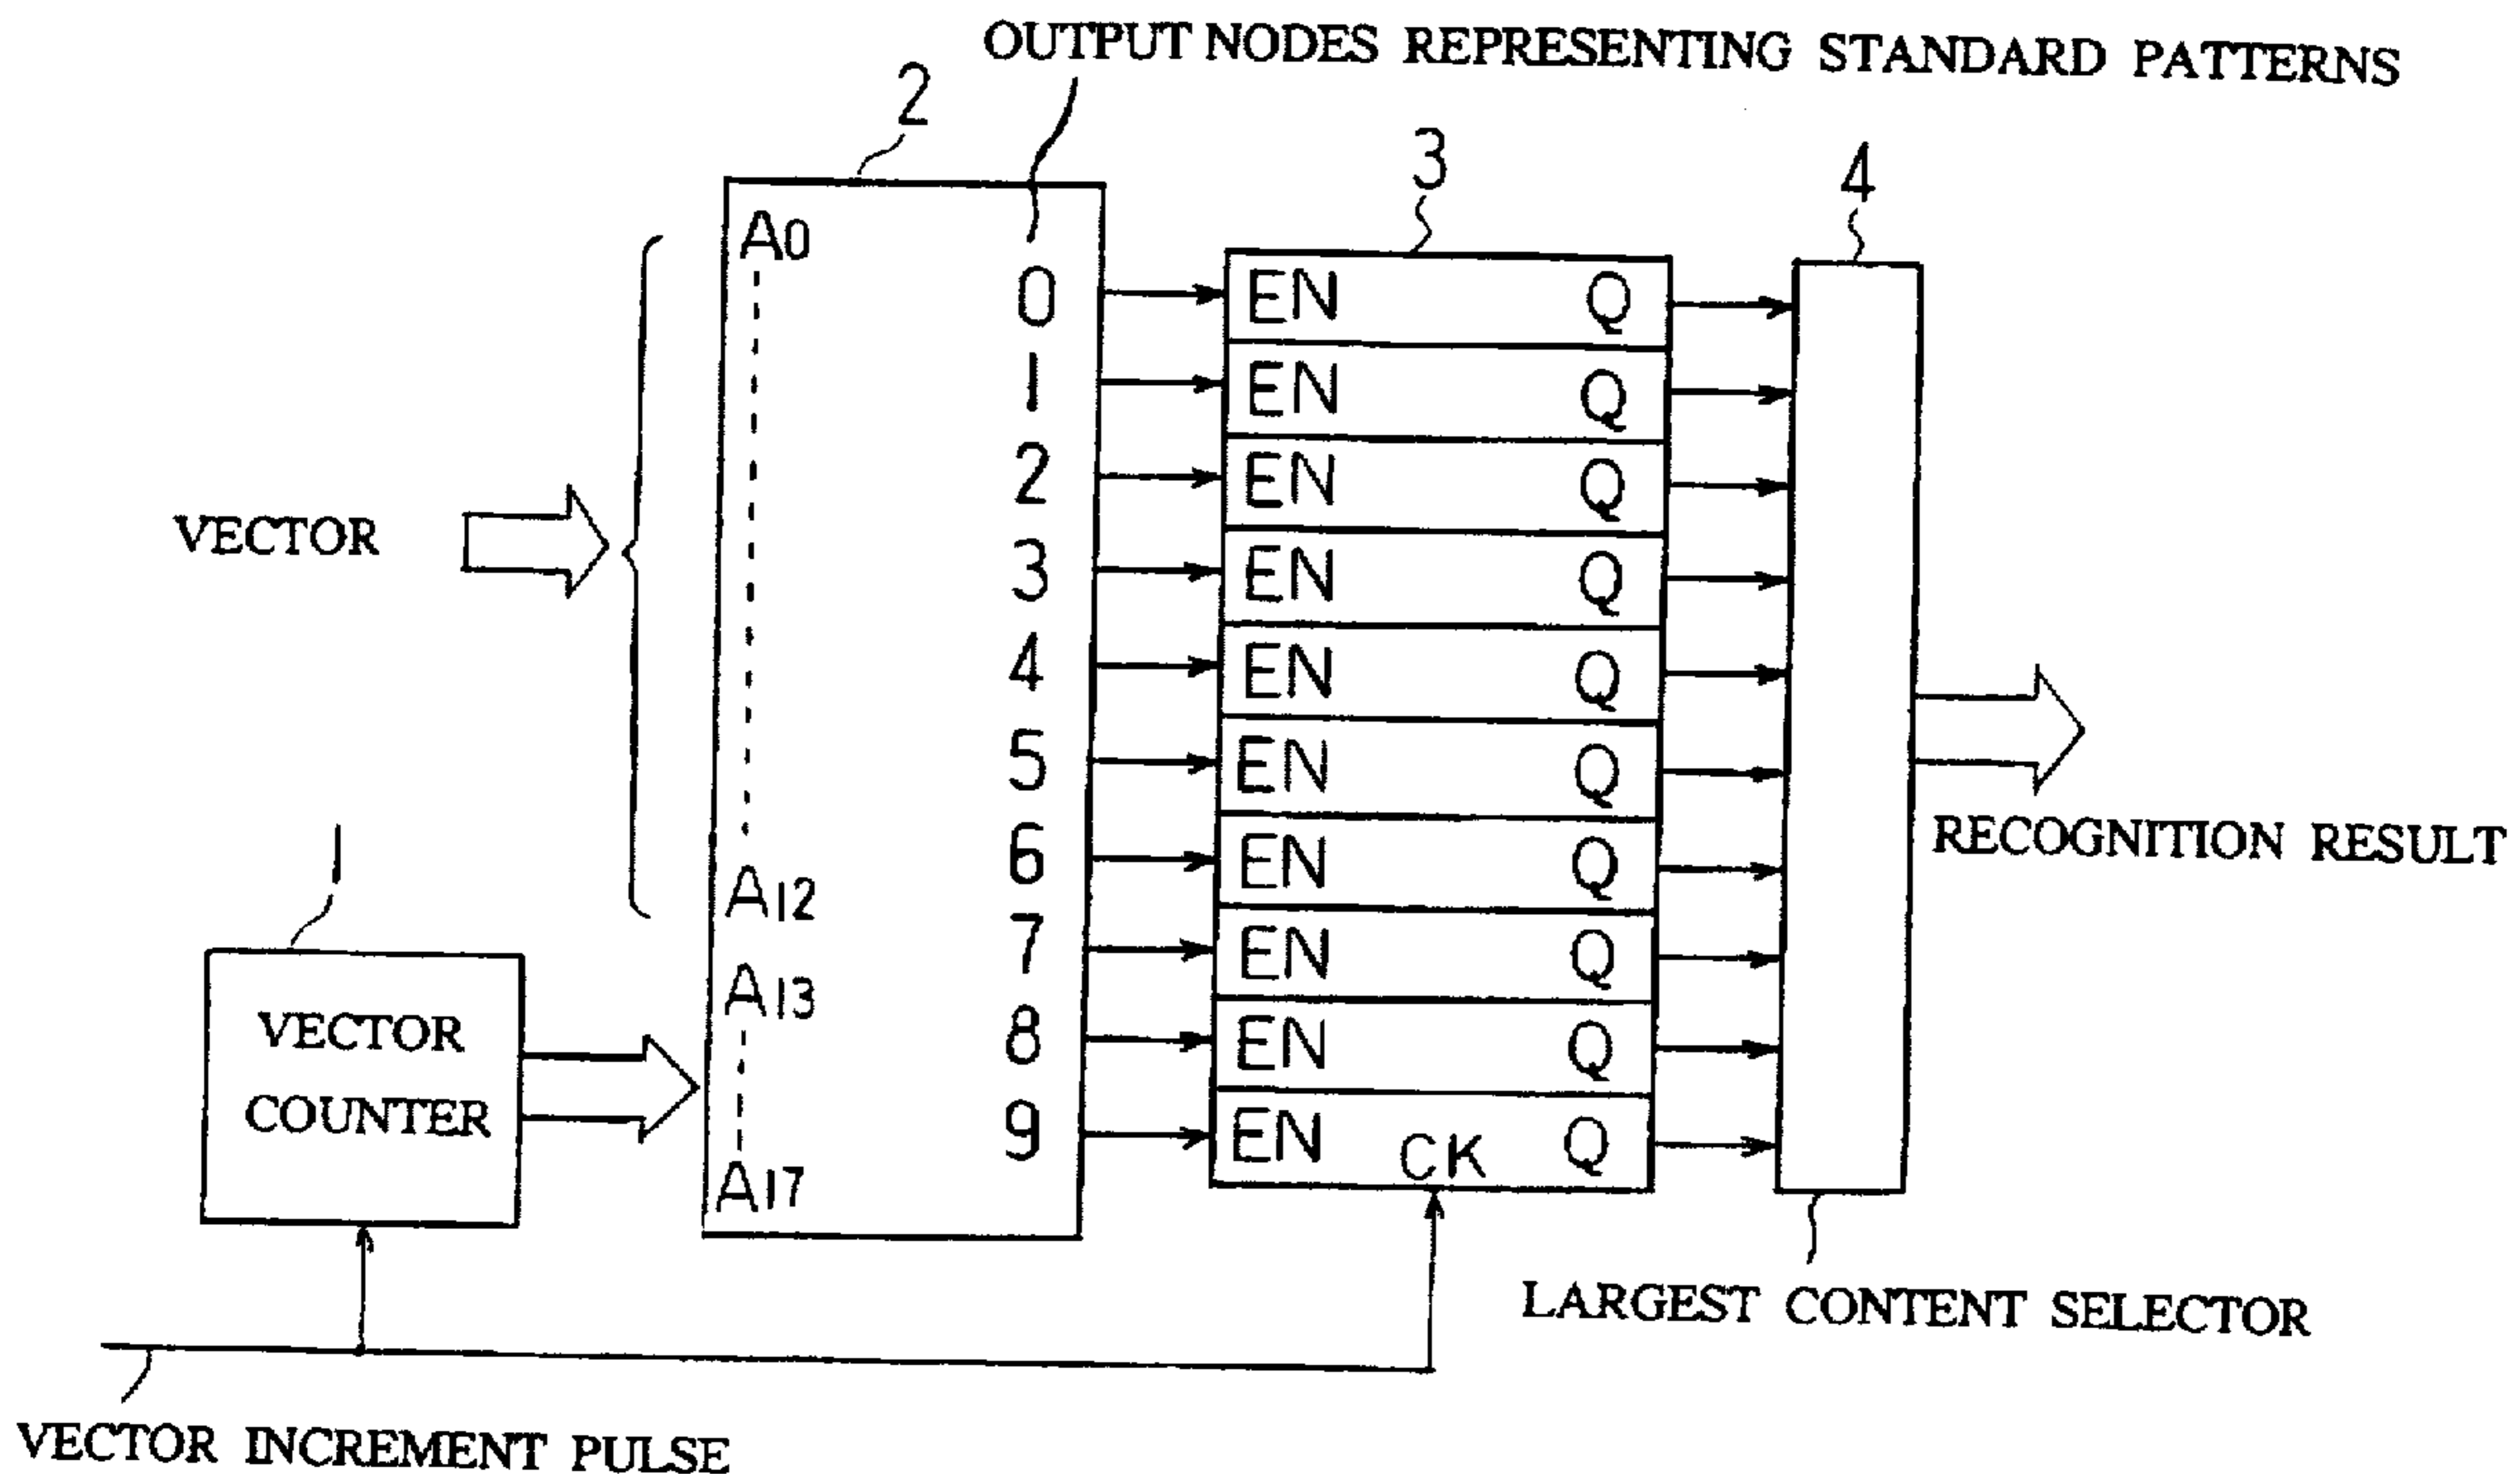 OUTPUT NODES REPRESENTING STANDARD PATTERNS
2
3
4
A0
0 EN Q
1 EN Q
2 EN Q
VECTOR
3 EN Q
4 EN Q
5 EN Q
RECOGNITION RESULT
6 EN Q
A12
1
7 EN Q
A13
VECTOR
COUNTER
8 EN Q
9 EN CK Q
A17
LARGEST CONTENT SELECTOR
VECTOR INCREMENT PULSE